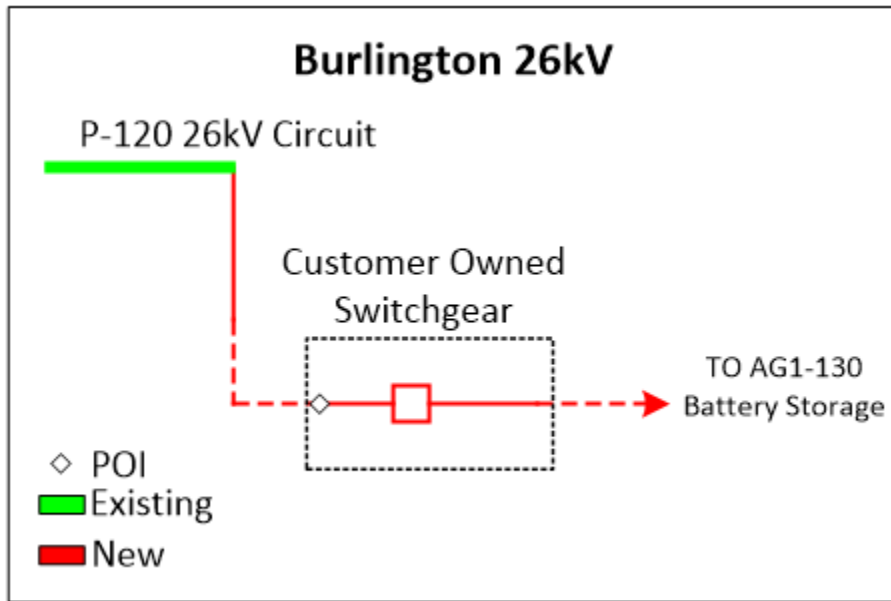 Burlington 26kV
P-120 26kV Circuit
Customer Owned
Switchgear
TO AG1-130
Battery Storage
POI
Existing
New